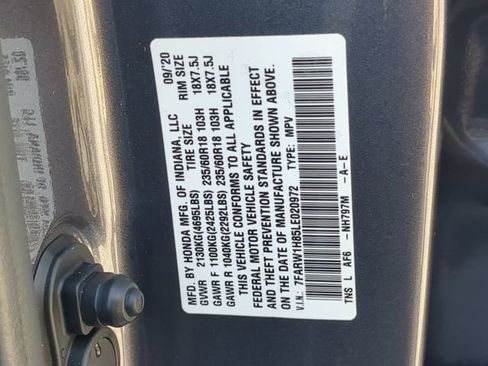 MFD. BY HONDA MFG. OF INDIANA, LLC 09/20
TIRE SIZE RIM SIZE
GVWR 2130KG(4695LBS)
GAWR F 1100KG(2425LBS) 235/60R18 103H 18X7.5J
GAWR R 1040KG(2292LBS) 235/60R18 103H 18X7.5J
THIS VEHICLE CONFORMS TO ALL APPLICABLE
FEDERAL MOTOR VEHICLE SAFETY
AND THEFT PREVENTION STANDARDS IN EFFECT
ON THE DATE OF MANUFACTURE SHOWN ABOVE.
V.I.N.: 7FARW1H85LE020972 TYPE: MPV
TNS L AF6 -NH797M -A-E